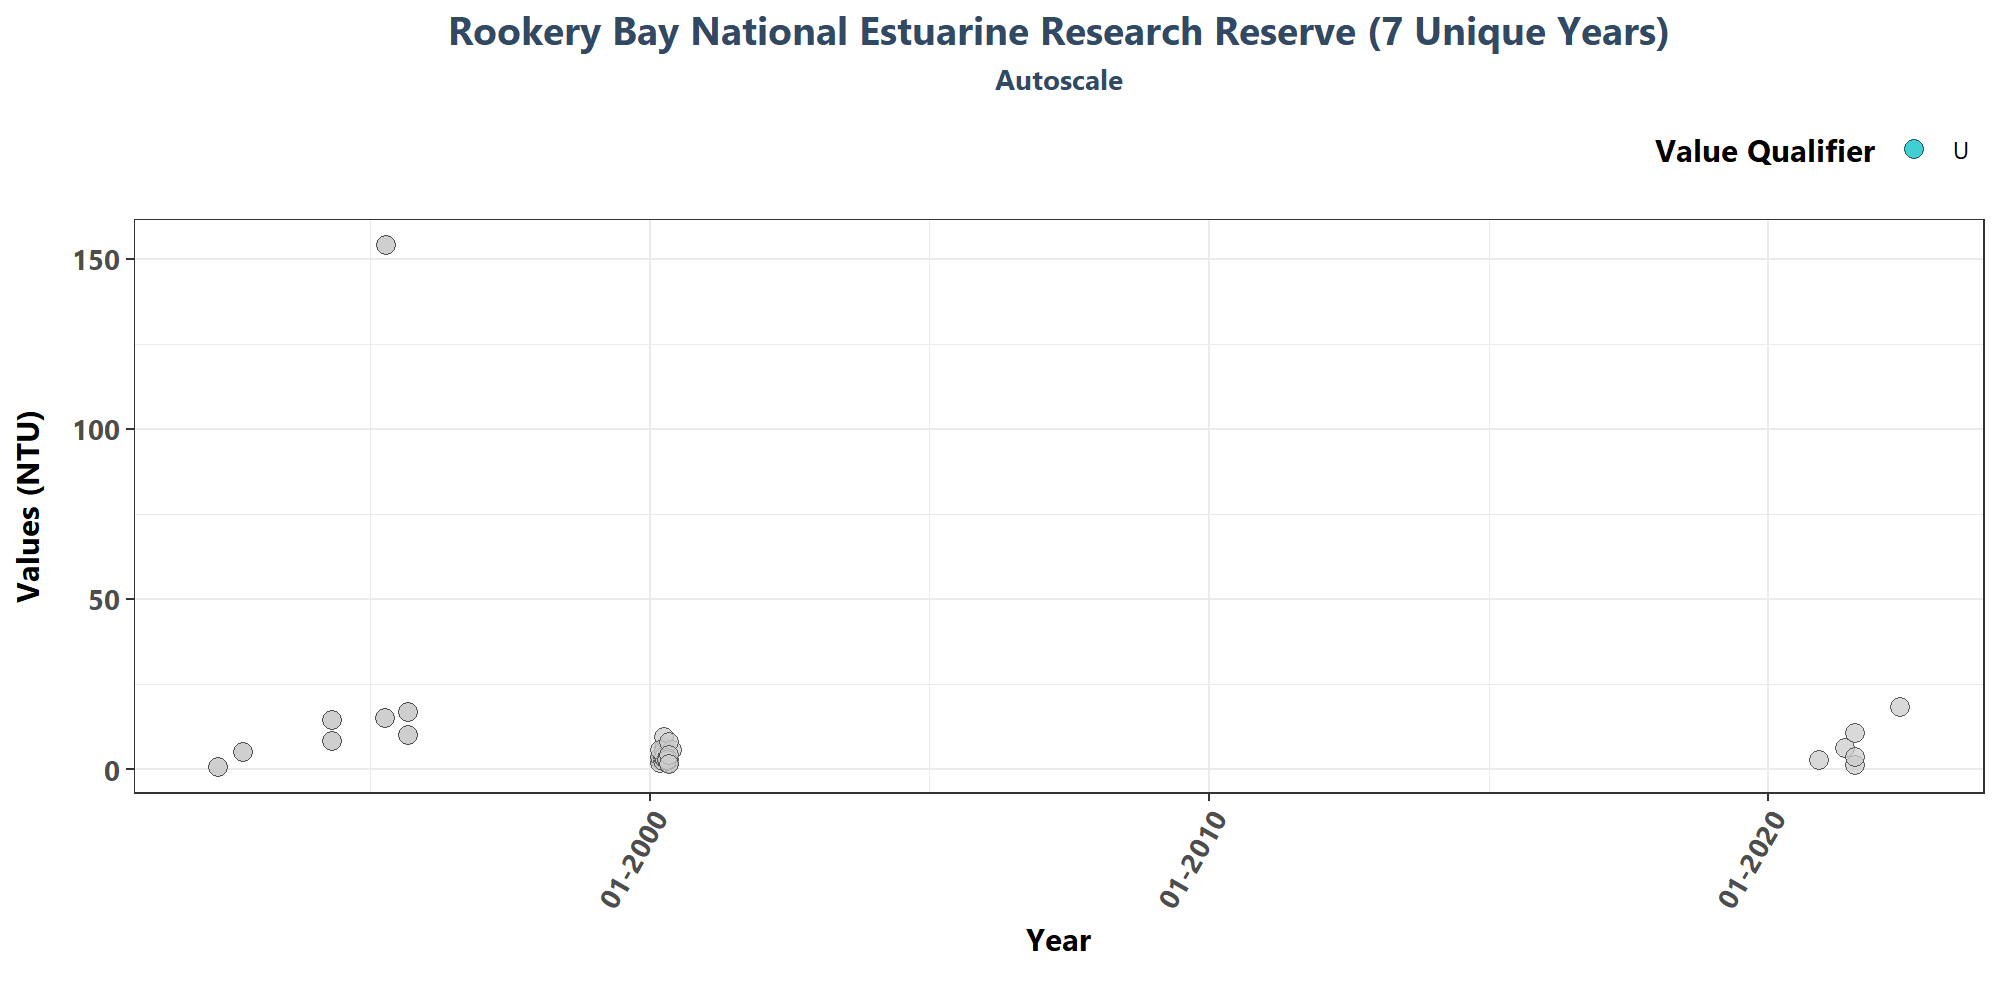 Rookery Bay National Estuarine Research Reserve (7 Unique Years)
Autoscale
Value Qualifier U
150
100
50
0
Values (NTU)
01-2000
01-2010
01-2020
Year